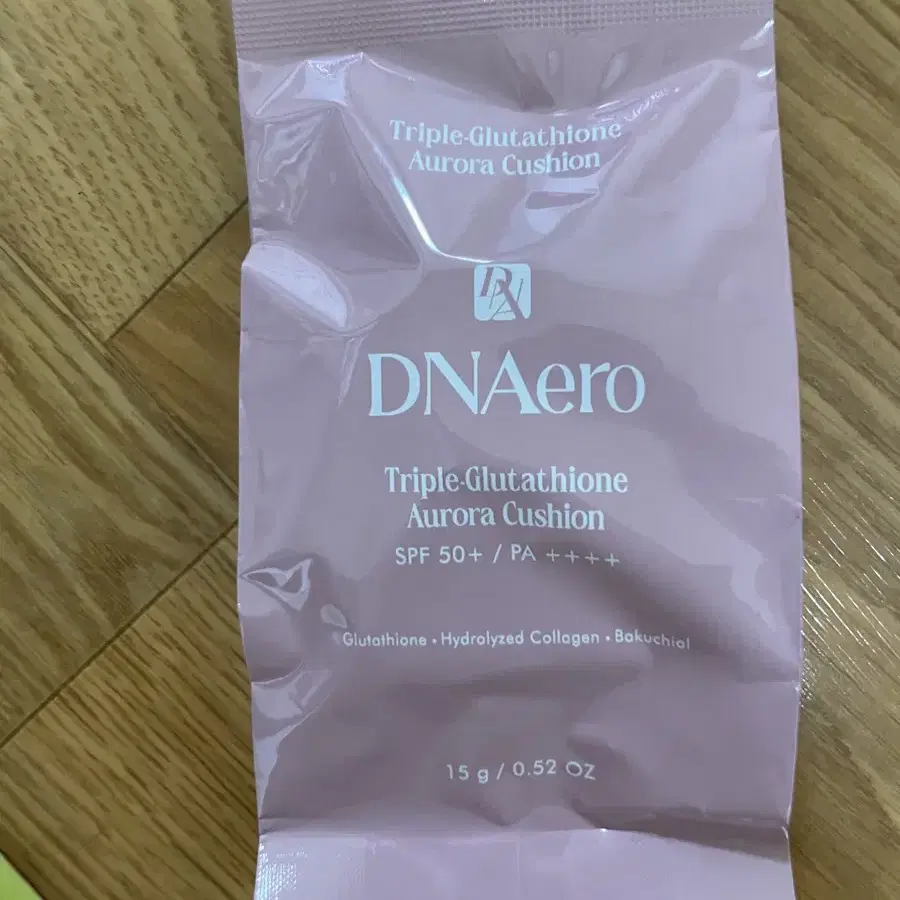 Triple-Glutathione
Aurora Cushion
DNAero
Triple-Glutathione
Aurora Cushion
SPF 50+ / PA ++++
Glutathione • Hydrolyzed Collagen • Bakuchiol
15 g / 0.52 OZ